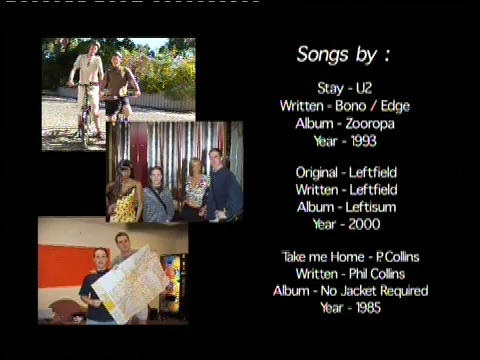 Songs by :
Stay - U2
Written - Bono / Edge
Album - Zooropa
Year - 1993
Original - Leftfield
Written - Leftfield
Album - Leftisum
Year - 2000
Take me Home - P.Collins
Written - Phil Collins
Album - No Jacket Required
Year - 1985